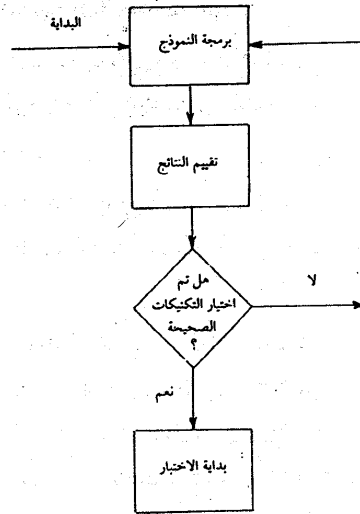 البداية
برمجة النموذج
تقييم النتائج
هل تم
اختيار التكنيكات
الصحيحة
؟
لا
نعم
بداية الاختبار